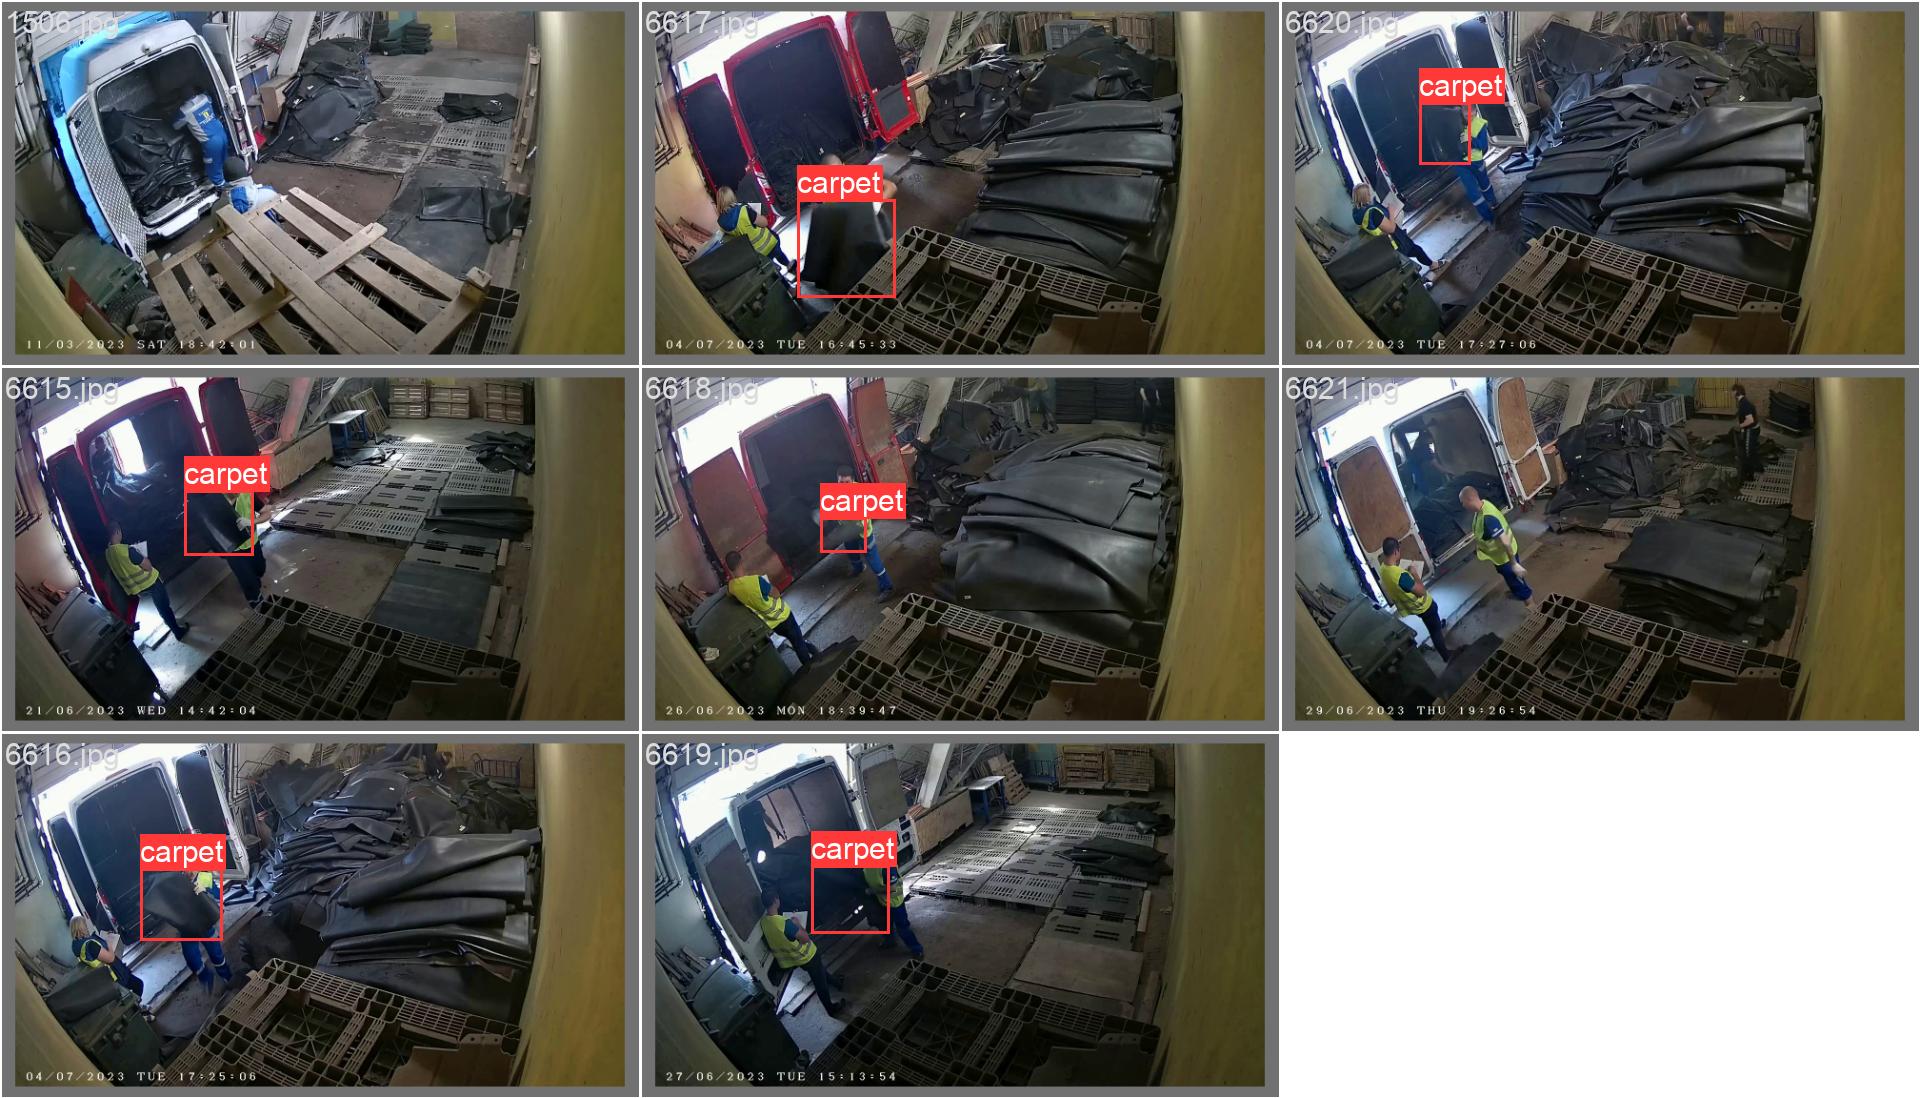 1506.jpg
11/03/2023 SAT 18:42:01
6617.jpg
carpet
04/07/2023 TUE 16:45:33
6620.jpg
carpet
04/07/2023 TUE 17:27:06
6615.jpg
carpet
21/06/2023 WED 14:42:04
6618.jpg
carpet
26/06/2023 MON 18:39:47
6621.jpg
29/06/2023 THU 19:26:54
6616.jpg
carpet
04/07/2023 TUE 17:25:06
6619.jpg
carpet
27/06/2023 TUE 15:13:54